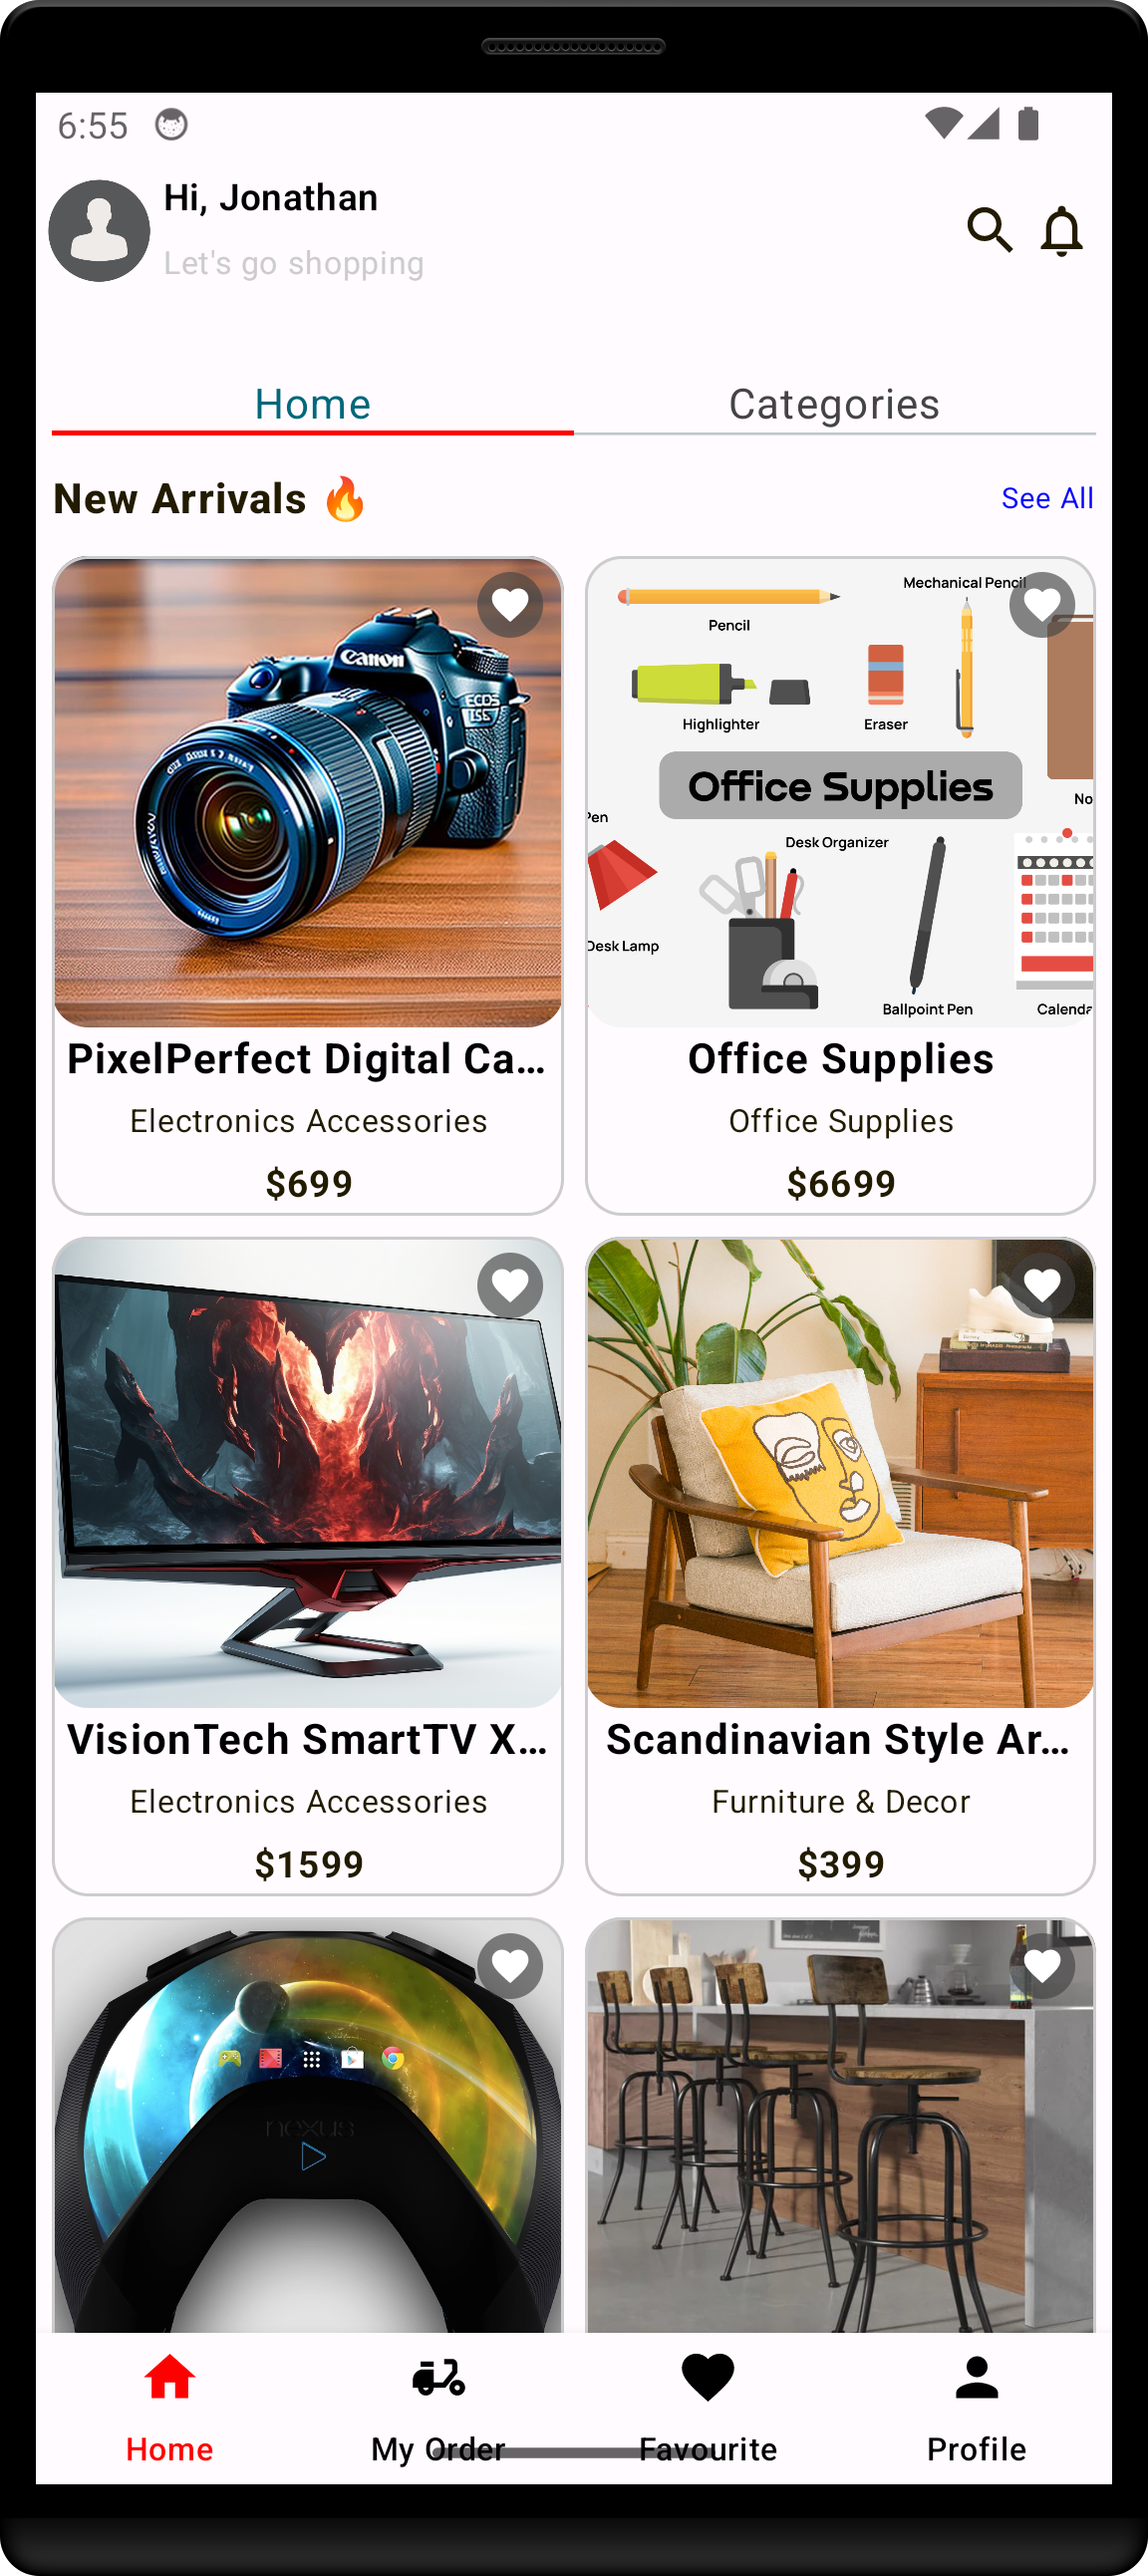 6:55
Hi, Jonathan
Let's go shopping
Home
Categories
New Arrivals 🔥
See All
Canon
EOS
Mechanical Pencil
Pencil
Highlighter
Eraser
Office Supplies
No
Pen
Desk Organizer
Desk Lamp
Ballpoint Pen
Calenda
PixelPerfect Digital Ca...
Electronics Accessories
$699
Office Supplies
Office Supplies
$6699
VisionTech SmartTV X...
Electronics Accessories
$1599
Scandinavian Style Ar...
Furniture & Decor
$399
nexus
Home
My Order
Favourite
Profile